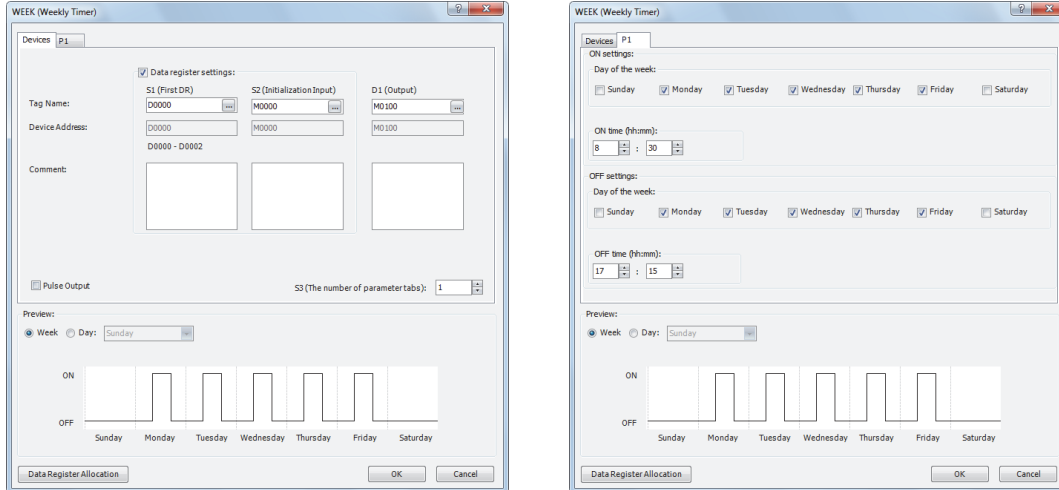 WEEK (Weekly Timer)
Devices P1
Data register settings:
S1 (First DR) S2 (Initialization Input) D1 (Output)
Tag Name: D0000 ... M0000 ... M0100 ...
Device Address: D0000 M0000 M0100
D0000 - D0002
Comment:
Pulse Output S3 (The number of parameter tabs): 1
Preview:
Week Day: Sunday
ON
OFF
Sunday Monday Tuesday Wednesday Thursday Friday Saturday
Data Register Allocation OK Cancel
WEEK (Weekly Timer)
Devices P1
ON settings:
Day of the week:
Sunday Monday Tuesday Wednesday Thursday Friday Saturday
ON time (hh:mm):
8 : 30
OFF settings:
Day of the week:
Sunday Monday Tuesday Wednesday Thursday Friday Saturday
OFF time (hh:mm):
17 : 15
Preview:
Week Day: Sunday
ON
OFF
Sunday Monday Tuesday Wednesday Thursday Friday Saturday
Data Register Allocation OK Cancel